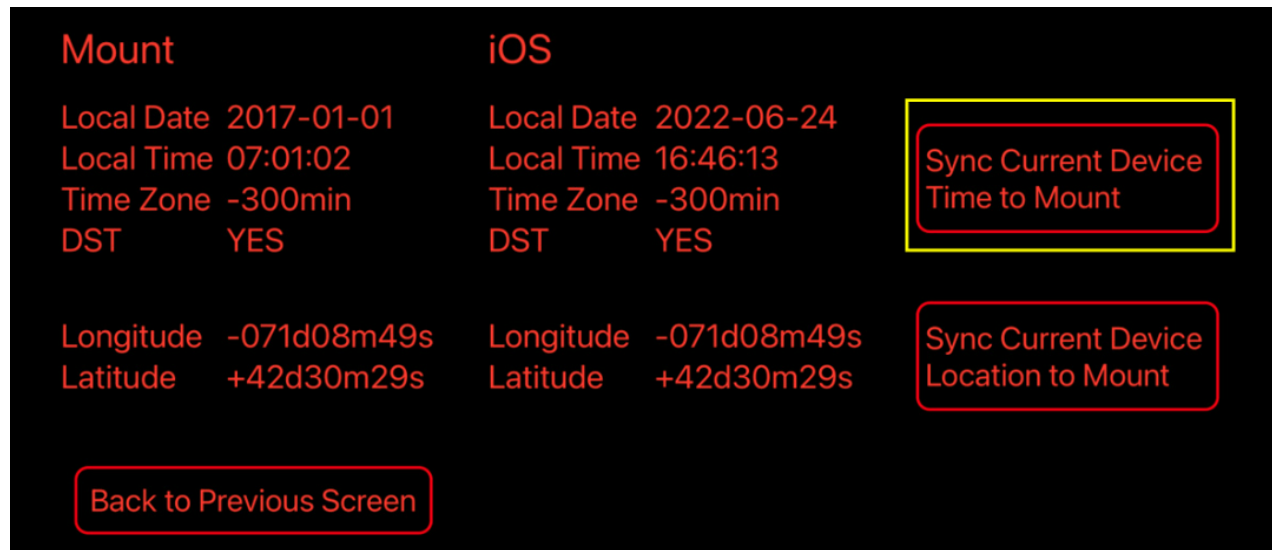 Mount
Local Date 2017-01-01
Local Time 07:01:02
Time Zone -300min
DST YES
Longitude -071d08m49s
Latitude +42d30m29s
iOS
Local Date 2022-06-24
Local Time 16:46:13
Time Zone -300min
DST YES
Longitude -071d08m49s
Latitude +42d30m29s
Sync Current Device
Time to Mount
Sync Current Device
Location to Mount
Back to Previous Screen